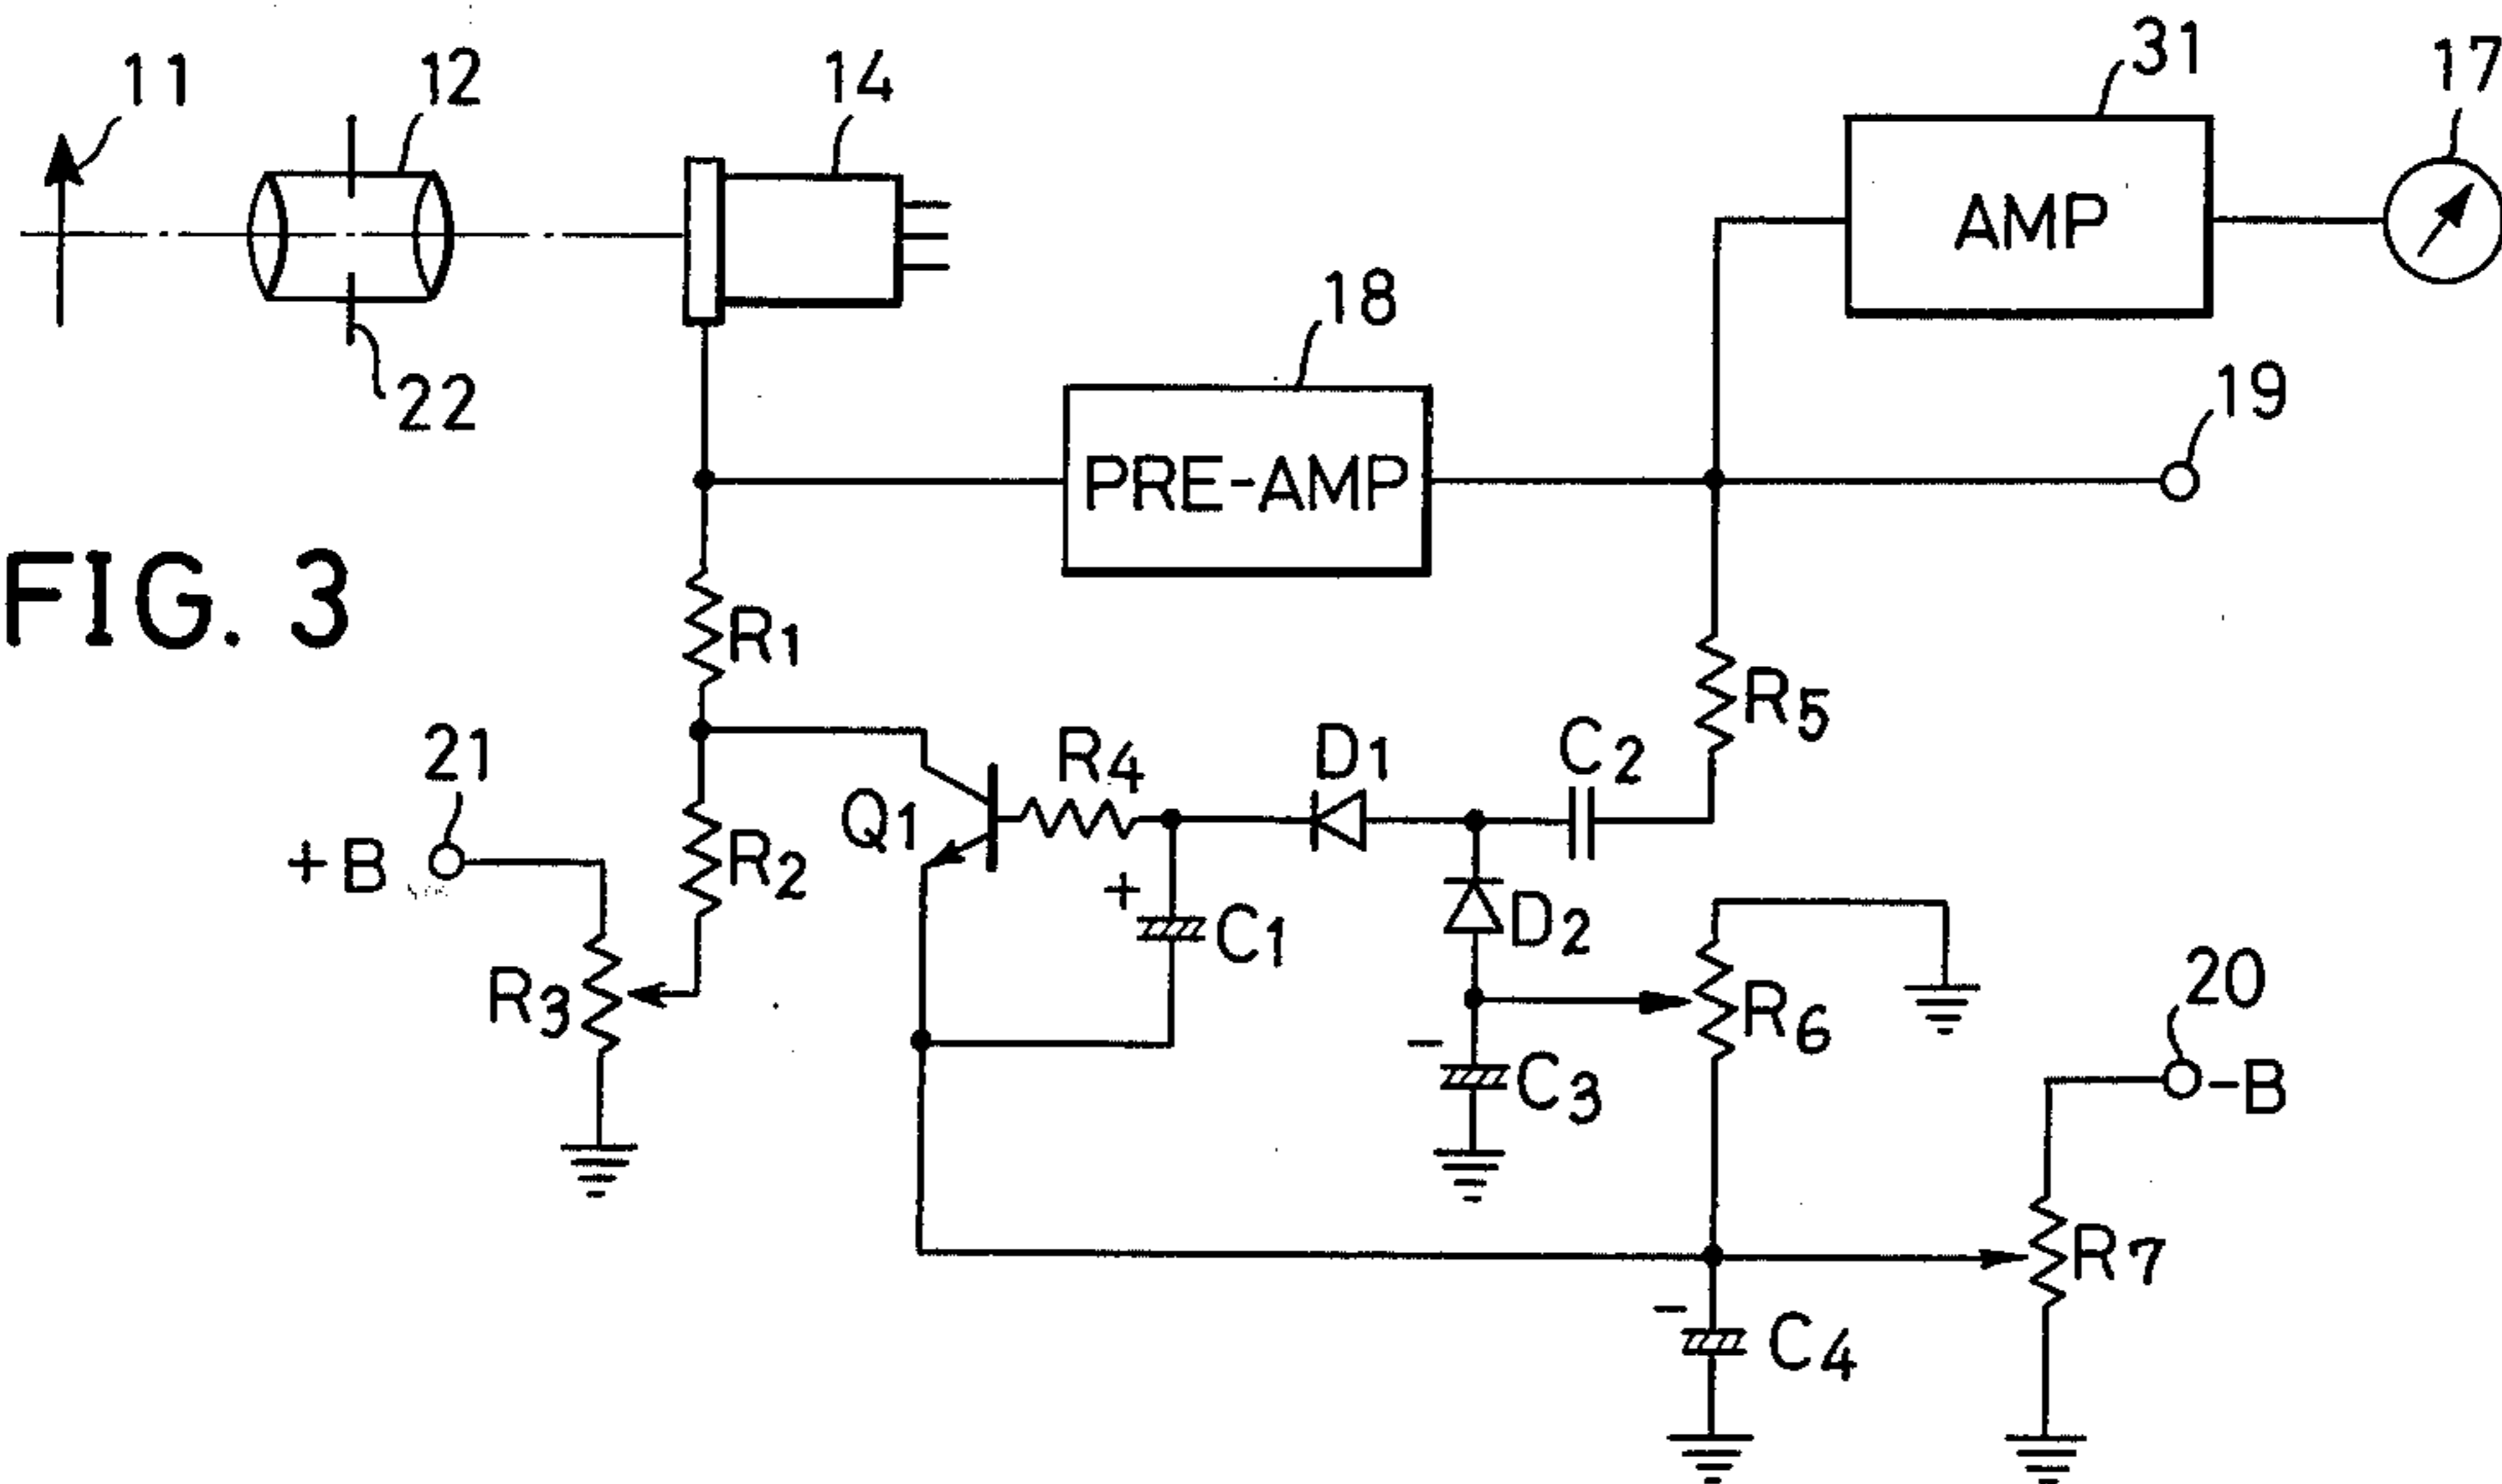 11
12
14
31
17
AMP
18
22
19
PRE-AMP
FIG. 3
R1
R5
21
R4
D1
C2
Q1
+B
R2
+
C1
D2
20
R3
R6
-
C3
-B
R7
-
C4